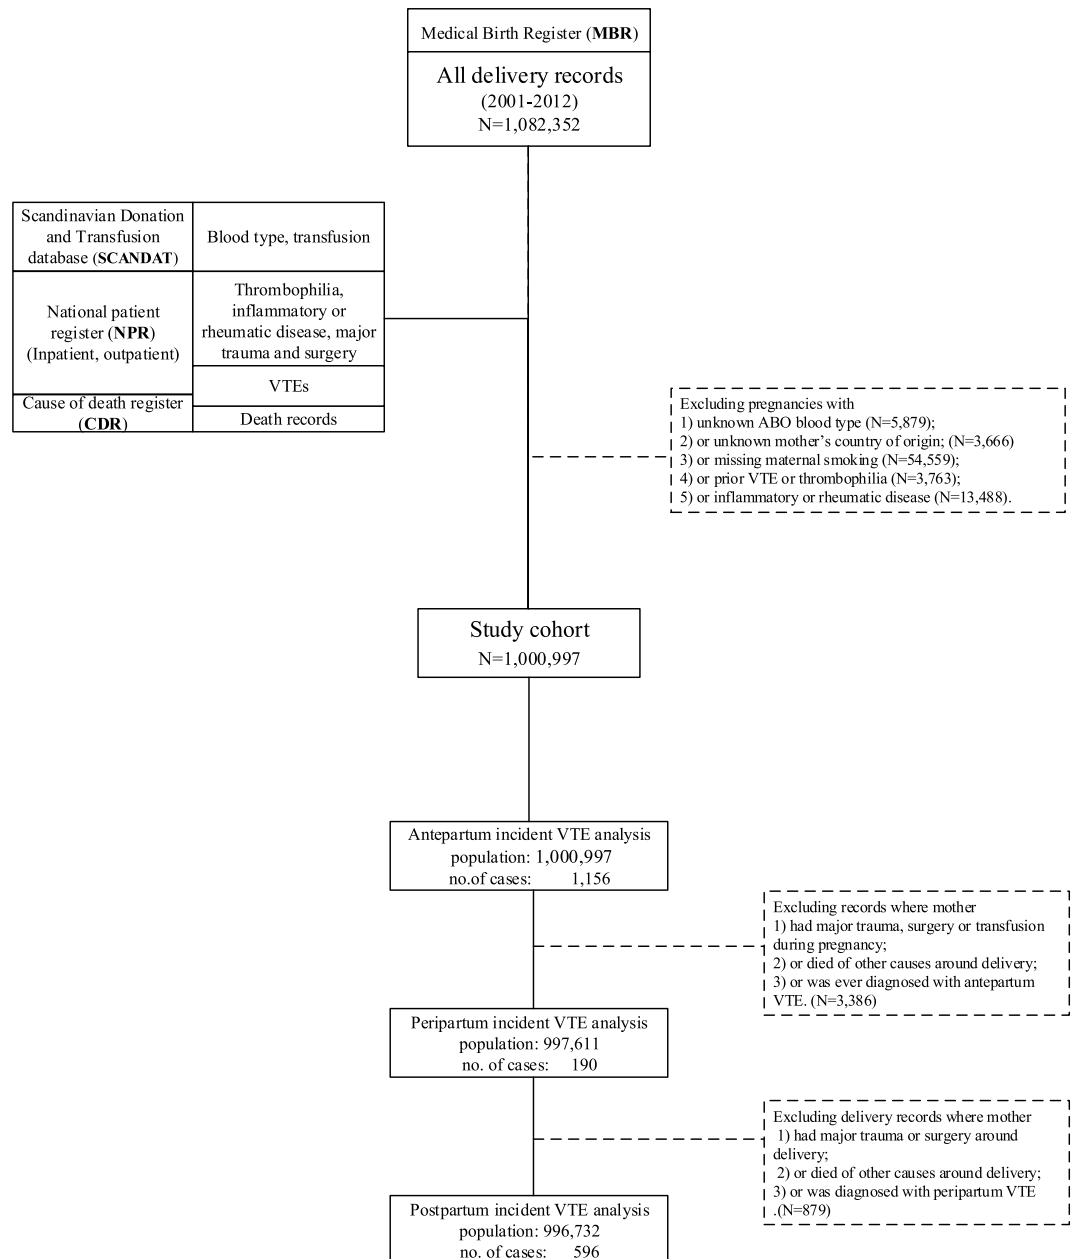 Medical Birth Register (MBR)
All delivery records
(2001-2012)
N=1,082,352
Scandinavian Donation
and Transfusion
database (SCANDAT)
Blood type, transfusion
National patient
register (NPR)
(Inpatient, outpatient)
Thrombophilia,
inflammatory or
rheumatic disease, major
trauma and surgery
VTEs
Cause of death register
(CDR)
Death records
Excluding pregnancies with
1) unknown ABO blood type (N=5,879);
2) or unknown mother’s country of origin; (N=3,666)
3) or missing maternal smoking (N=54,559);
4) or prior VTE or thrombophilia (N=3,763);
5) or inflammatory or rheumatic disease (N=13,488).
Study cohort
N=1,000,997
Antepartum incident VTE analysis
population: 1,000,997
no.of cases: 1,156
Excluding records where mother
1) had major trauma, surgery or transfusion
during pregnancy;
2) or died of other causes around delivery;
3) or was ever diagnosed with antepartum
VTE. (N=3,386)
Peripartum incident VTE analysis
population: 997,611
no. of cases: 190
Excluding delivery records where mother
1) had major trauma or surgery around
delivery;
2) or died of other causes around delivery;
3) or was diagnosed with peripartum VTE
.(N=879)
Postpartum incident VTE analysis
population: 996,732
no. of cases: 596